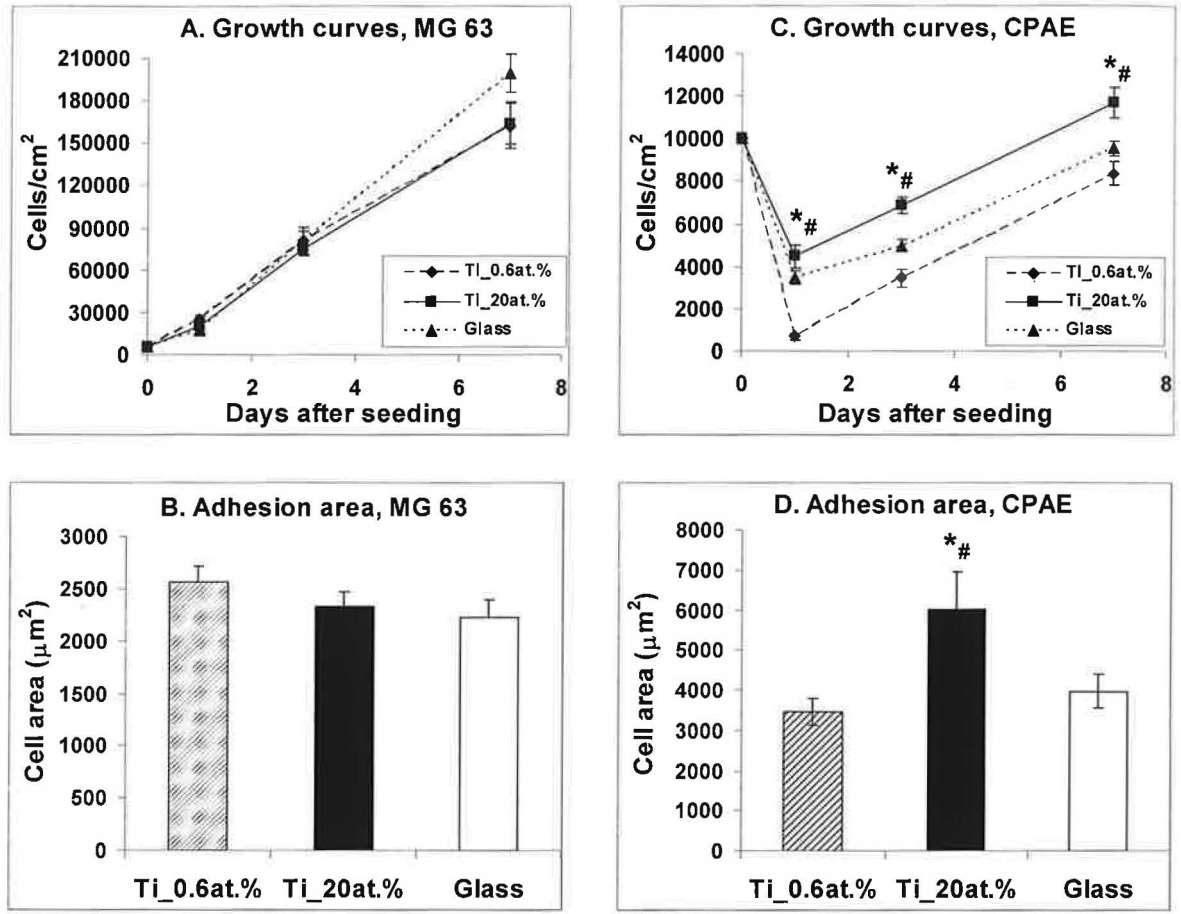 A. Growth curves, MG 63
210000
180000
150000
120000
90000
60000
30000
0
Cells/cm²
0 2 4 6 8
Days after seeding
Ti_0.6at.%
Ti_20at.%
Glass
C. Growth curves, CPAE
14000
12000
10000
8000
6000
4000
2000
0
Cells/cm²
*#
*#
*#
0 2 4 6 8
Days after seeding
Ti_0.6at.%
Ti_20at.%
Glass
B. Adhesion area, MG 63
3000
2500
2000
1500
1000
500
0
Cell area (μm²)
Ti_0.6at.% Ti_20at.% Glass
D. Adhesion area, CPAE
8000
7000
6000
5000
4000
3000
2000
1000
0
Cell area (μm²)
*#
Ti_0.6at.% Ti_20at.% Glass